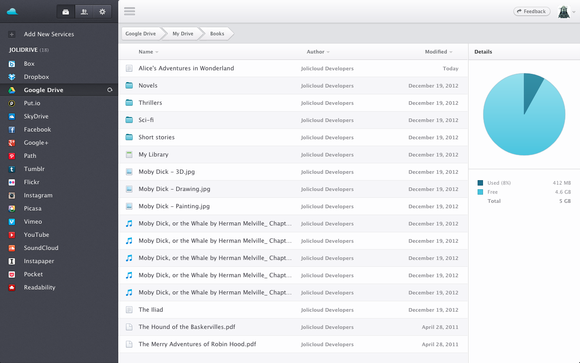 Feedback
Add New Services
JOLIDRIVE (18)
Box
Dropbox
Google Drive
Put.io
SkyDrive
Facebook
Google+
Path
Tumblr
Flickr
Instagram
Picasa
Vimeo
YouTube
SoundCloud
Instapaper
Pocket
Readability
Google Drive My Drive Books
Name Author Modified
Alice's Adventures in Wonderland Jolicloud Developers Today
Novels Jolicloud Developers December 19, 2012
Thrillers Jolicloud Developers December 19, 2012
Sci-fi Jolicloud Developers December 19, 2012
Short stories Jolicloud Developers December 19, 2012
My Library Jolicloud Developers December 19, 2012
Moby Dick - 3D.jpg Jolicloud Developers December 19, 2012
Moby Dick - Drawing.jpg Jolicloud Developers December 19, 2012
Moby Dick - Painting.jpg Jolicloud Developers December 19, 2012
Moby Dick, or the Whale by Herman Melville_ Chapt... Jolicloud Developers December 19, 2012
Moby Dick, or the Whale by Herman Melville_ Chapt... Jolicloud Developers December 19, 2012
Moby Dick, or the Whale by Herman Melville_ Chapt... Jolicloud Developers December 19, 2012
Moby Dick, or the Whale by Herman Melville_ Chapt... Jolicloud Developers December 19, 2012
Moby Dick, or the Whale by Herman Melville_ Chapt... Jolicloud Developers December 19, 2012
The Iliad Jolicloud Developers December 19, 2012
The Hound of the Baskervilles.pdf Jolicloud Developers April 28, 2011
The Merry Adventures of Robin Hood.pdf Jolicloud Developers April 28, 2011
Details
Used (8%) 412 MB
Free 4.6 GB
Total 5 GB